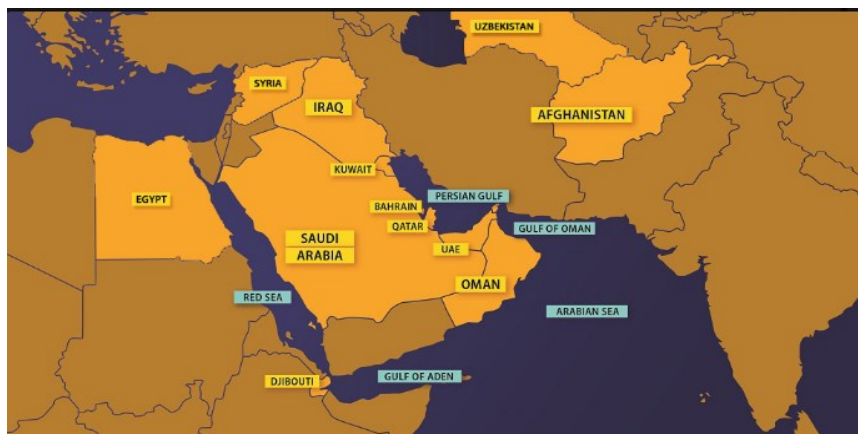 UZBEKISTAN
SYRIA
IRAQ
AFGHANISTAN
KUWAIT
EGYPT
PERSIAN GULF
BAHRAIN
QATAR
GULF OF OMAN
SAUDI
ARABIA
UAE
OMAN
RED SEA
ARABIAN SEA
DJIBOUTI
GULF OF ADEN